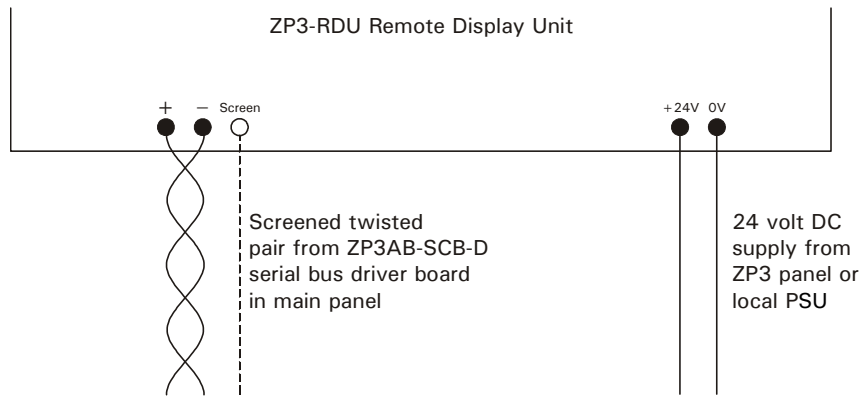 ZP3-RDU Remote Display Unit
+ − Screen
+24V 0V
Screened twisted
pair from ZP3AB-SCB-D
serial bus driver board
in main panel
24 volt DC
supply from
ZP3 panel or
local PSU